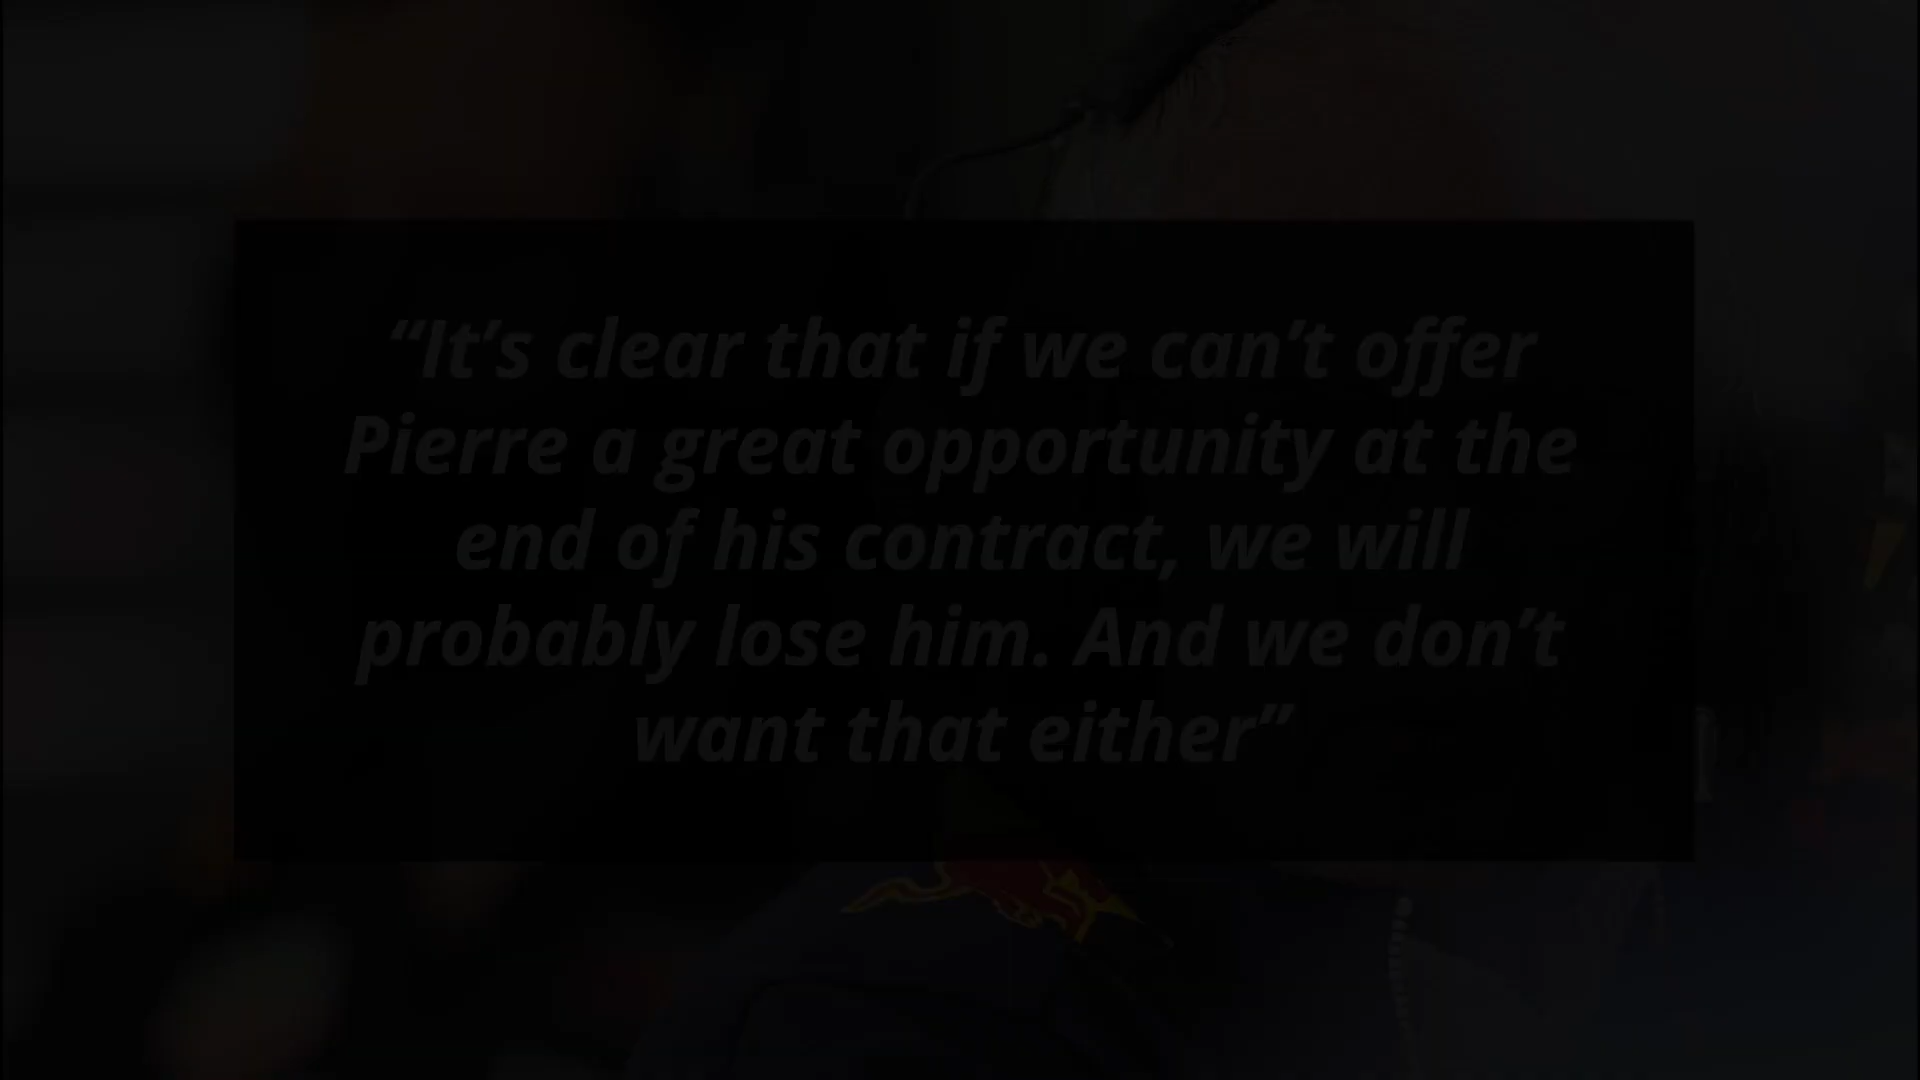 “It’s clear that if we can’t offer
Pierre a great opportunity at the
end of his contract, we will
probably lose him. And we don’t
want that either”